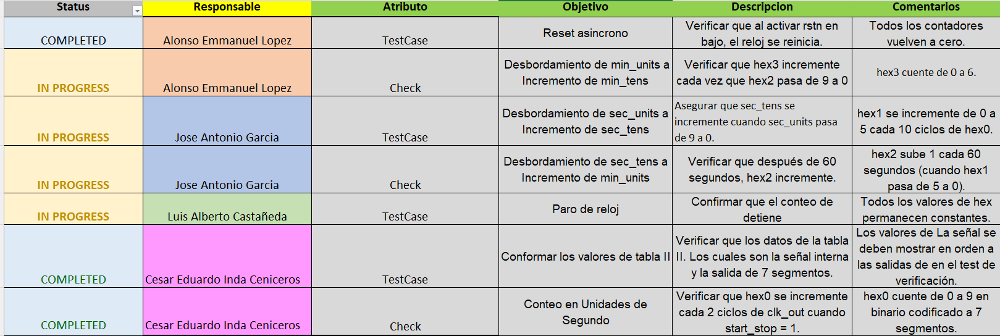 Status Responsable Atributo Objetivo Descripcion Comentarios
COMPLETED Alonso Emmanuel Lopez TestCase Reset asincrono
Verificar que al activar rstn en
bajo, el reloj se reinicia.
Todos los contadores
vuelven a cero.
IN PROGRESS Alonso Emmanuel Lopez Check
Desbordamiento de min_units a
Incremento de min_tens
Verificar que hex3 incremente
cada vez que hex2 pasa de 9 a 0
hex3 cuente de 0 a 6.
IN PROGRESS Jose Antonio Garcia TestCase
Desbordamiento de sec_units a
Incremento de sec_tens
Asegurar que sec_tens se
incremente cuando sec_units pasa
de 9 a 0.
hex1 se incremente de 0 a
5 cada 10 ciclos de hex0.
IN PROGRESS Jose Antonio Garcia Check
Desbordamiento de sec_tens a
Incremento de min_units
Verificar que después de 60
segundos, hex2 incremente.
hex2 sube 1 cada 60
segundos (cuando hex1
pasa de 5 a 0).
IN PROGRESS Luis Alberto Castañeda TestCase Paro de reloj
Confirmar que el conteo de
detiene
Todos los valores de hex
permanecen constantes.
COMPLETED Cesar Eduardo Inda Ceniceros TestCase Conformar los valores de tabla II
Verificar que los datos de la tabla
II. Los cuales son la señal interna
y la salida de 7 segmentos.
Los valores de La señal se
deben mostrar en orden a
las salidas de en el test de
verificación.
COMPLETED Cesar Eduardo Inda Ceniceros Check
Conteo en Unidades de
Segundo
Verificar que hex0 se incremente
cada 2 ciclos de clk_out cuando
start_stop = 1.
hex0 cuente de 0 a 9 en
binario codificado a 7
segmentos.